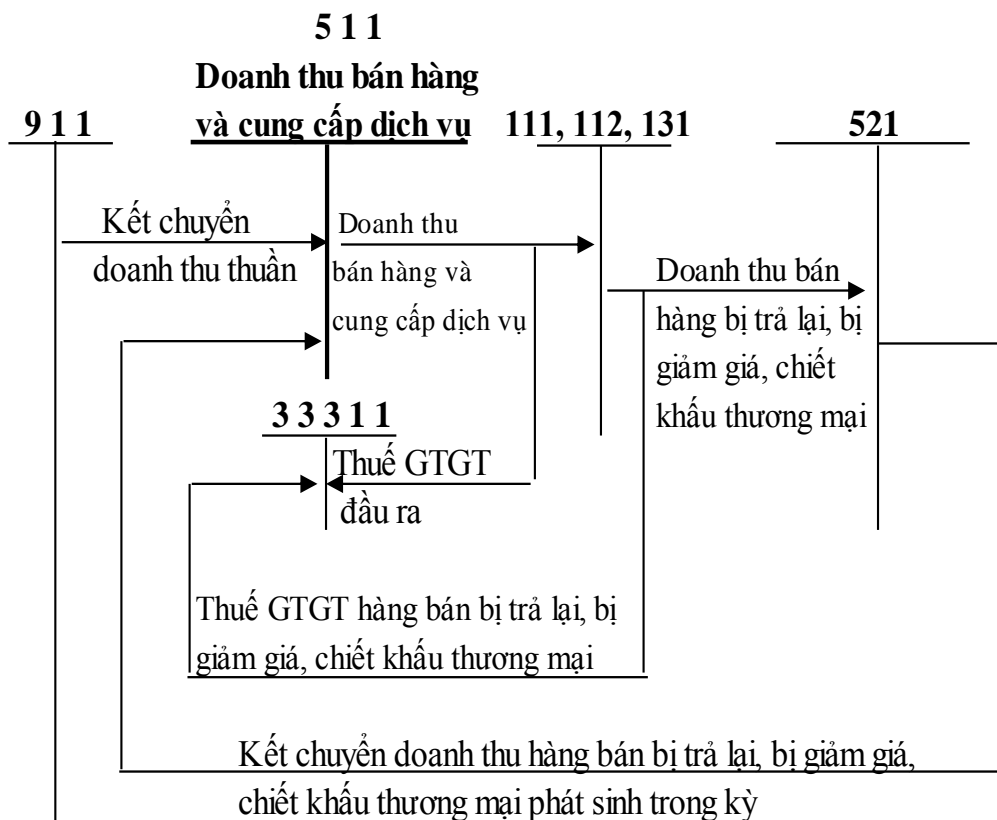 5 1 1
Doanh thu bán hàng
và cung cấp dịch vụ
9 1 1
111, 112, 131
521
Kết chuyển
doanh thu thuần
Doanh thu
bán hàng và
cung cấp dịch vụ
Doanh thu bán
hàng bị trả lại, bị
giảm giá, chiết
khấu thương mại
3 3 3 1 1
Thuế GTGT
đầu ra
Thuế GTGT hàng bán bị trả lại, bị
giảm giá, chiết khấu thương mại
Kết chuyển doanh thu hàng bán bị trả lại, bị giảm giá,
chiết khấu thương mại phát sinh trong kỳ